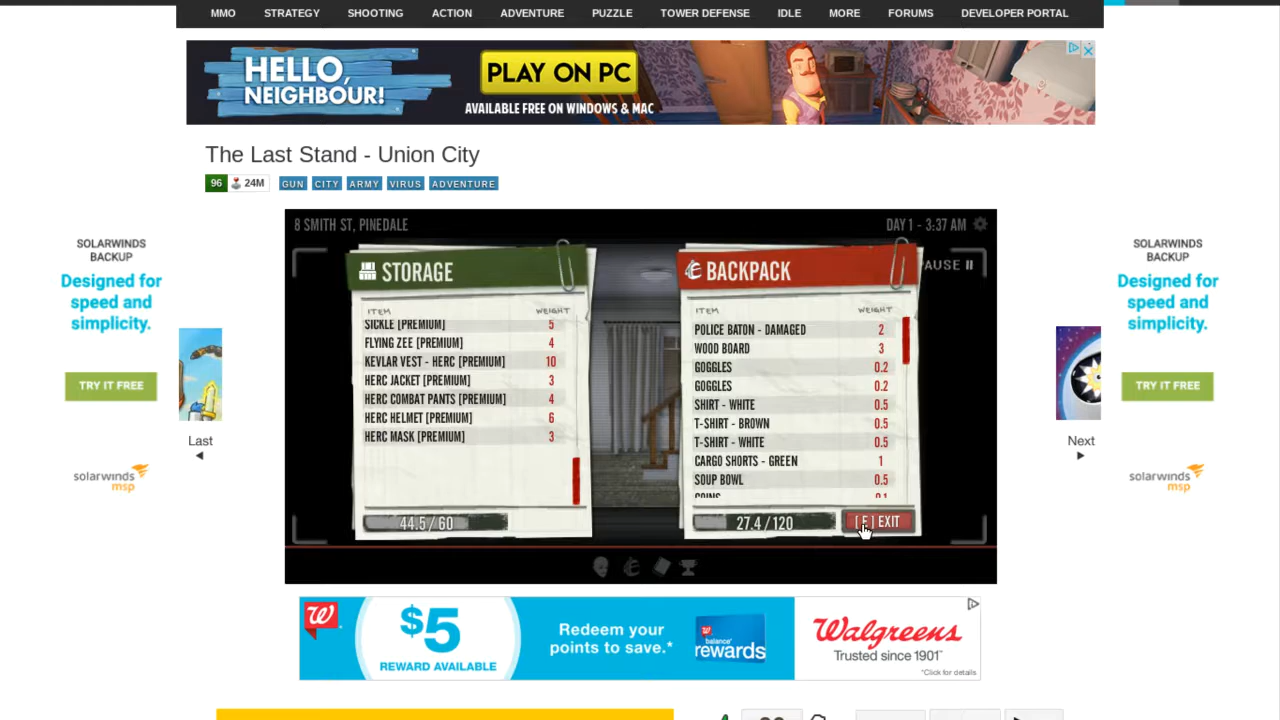 MMO STRATEGY SHOOTING ACTION ADVENTURE PUZZLE TOWER DEFENSE IDLE MORE FORUMS DEVELOPER PORTAL
HELLO, NEIGHBOUR!
PLAY ON PC
AVAILABLE FREE ON WINDOWS & MAC
The Last Stand - Union City
96 24M GUN CITY ARMY VIRUS ADVENTURE
8 SMITH ST, PINEDALE
DAY 1 - 3:37 AM
AUSE II
STORAGE
ITEM WEIGHT
SICKLE [PREMIUM] 5
FLYING ZEE [PREMIUM] 4
KEVLAR VEST - HERC [PREMIUM] 10
HERC JACKET [PREMIUM] 3
HERC COMBAT PANTS [PREMIUM] 4
HERC HELMET [PREMIUM] 6
HERC MASK [PREMIUM] 3
44.5 / 60
BACKPACK
ITEM WEIGHT
POLICE BATON - DAMAGED 2
WOOD BOARD 3
GOGGLES 0.2
GOGGLES 0.2
SHIRT - WHITE 0.5
T-SHIRT - BROWN 0.5
T-SHIRT - WHITE 0.5
CARGO SHORTS - GREEN 1
SOUP BOWL 0.5
COINS 0.1
27.4 / 120
[ E ] EXIT
SOLARWINDS
BACKUP
Designed for
speed and
simplicity.
TRY IT FREE
Last
solarwinds
msp
SOLARWINDS
BACKUP
Designed for
speed and
simplicity.
TRY IT FREE
Next
solarwinds
msp
W
$5
REWARD AVAILABLE
Redeem your
points to save.*
W
balance®
rewards
Walgreens
Trusted since 1901™
*Click for details